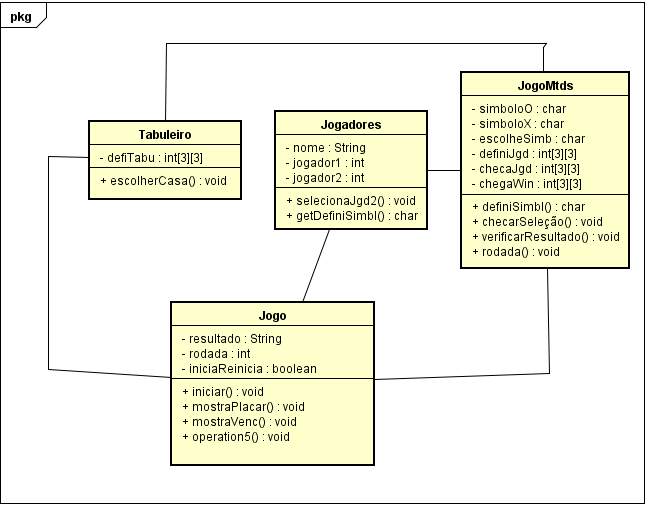 pkg
Tabuleiro
- defiTabu : int[3][3]
+ escolherCasa() : void
Jogadores
- nome : String
- jogador1 : int
- jogador2 : int
+ selecionaJgd2() : void
+ getDefiniSimbl() : char
JogoMtds
- simboloO : char
- simboloX : char
- escolheSimb : char
- definiJgd : int[3][3]
- checaJgd : int[3][3]
- chegaWin : int[3][3]
+ definiSimbl() : char
+ checarSeleção() : void
+ verificarResultado() : void
+ rodada() : void
Jogo
- resultado : String
- rodada : int
- iniciaReinicia : boolean
+ iniciar() : void
+ mostraPlacar() : void
+ mostraVenc() : void
+ operation5() : void